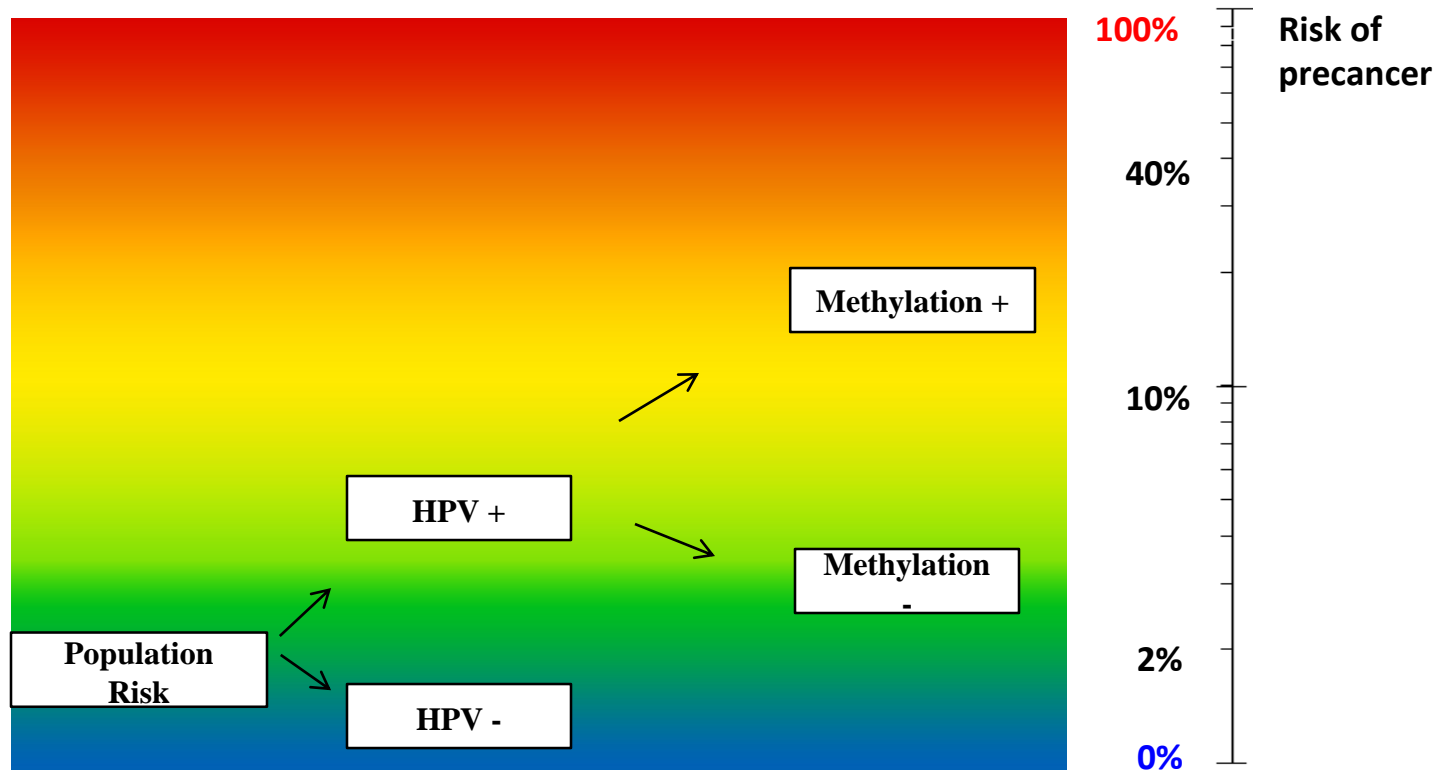 100%
Risk of
precancer
40%
Methylation +
10%
HPV +
Methylation
-
Population
Risk
2%
HPV -
0%